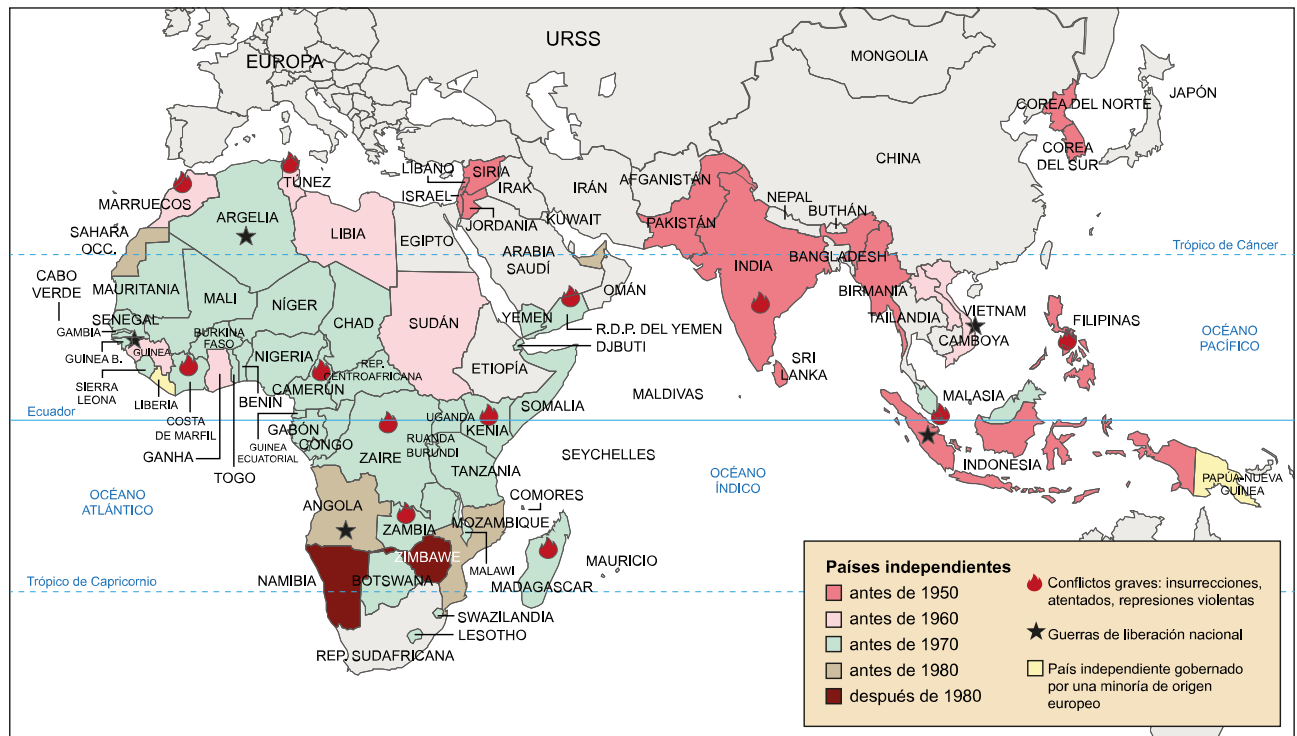 URSS
EUROPA
MONGOLIA
JAPÓN
COREA DEL NORTE
COREA
DEL SUR
CHINA
LÍBANO
SIRIA
ISRAEL
IRAK
IRÁN
AFGANISTÁN
JORDANIA
KUWAIT
PAKISTÁN
NEPAL
BUTHÁN
TÚNEZ
MARRUECOS
ARGELIA
LIBIA
EGIPTO
SAHARA
OCC.
ARABIA
SAUDÍ
OMÁN
INDIA
BANGLADESH
BIRMANIA
Trópico de Cáncer
CABO
VERDE
MAURITANIA
MALI
NÍGER
CHAD
SUDÁN
YEMEN
R.D.P. DEL YEMEN
DJBUTI
TAILANDIA
VIETNAM
CAMBOYA
FILIPINAS
OCÉANO
PACÍFICO
SENEGAL
GAMBIA
GUINEA B.
GUINEA
BURKINA
FASO
NIGERIA
REP.
CENTROAFRICANA
ETIOPÍA
SRI
LANKA
MALDIVAS
MALASIA
SIERRA
LEONA
LIBERIA
COSTA
DE MARFIL
GANHA
TOGO
BENÍN
CAMERÚN
GUINEA
ECUATORIAL
GABÓN
CONGO
UGANDA
KENIA
SOMALIA
RUANDA
BURUNDI
ZAIRE
TANZANIA
SEYCHELLES
INDONESIA
PAPÚA-NUEVA
GUÍNEA
Ecuador
OCÉANO
ATLÁNTICO
OCÉANO
ÍNDICO
ANGOLA
ZAMBIA
COMORES
MOZAMBIQUE
MALAWI
ZIMBAWE
MAURICIO
MADAGASCAR
NAMIBIA
BOTSWANA
Trópico de Capricornio
SWAZILANDIA
LESOTHO
REP. SUDAFRICANA
Países independientes
antes de 1950
antes de 1960
antes de 1970
antes de 1980
después de 1980
Conflictos graves: insurrecciones,
atentados, represiones violentas
Guerras de liberación nacional
País independiente gobernado
por una minoría de origen
europeo